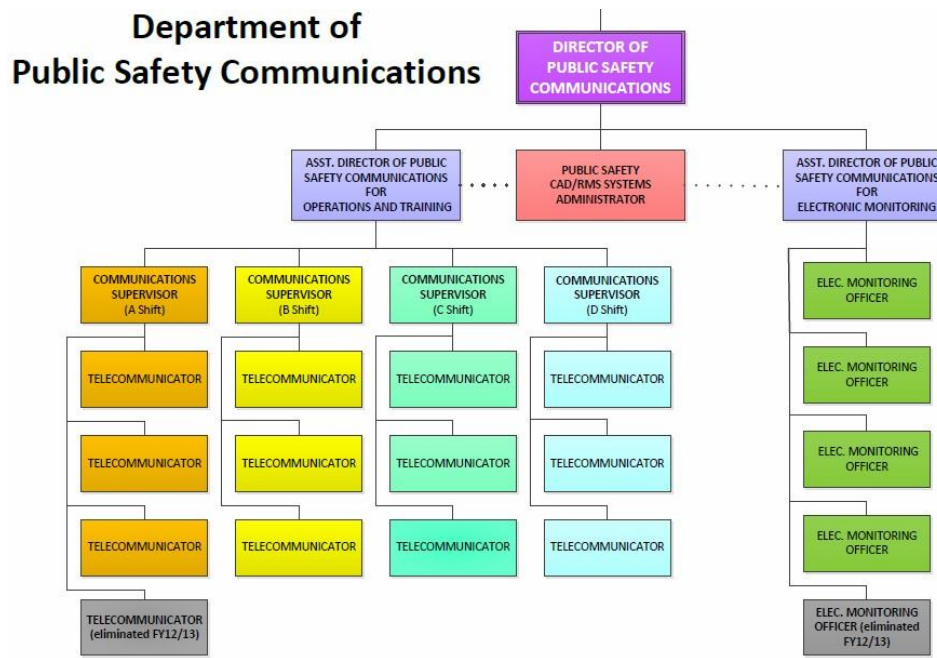 Department of
Public Safety Communications
DIRECTOR OF
PUBLIC SAFETY
COMMUNICATIONS
ASST. DIRECTOR OF PUBLIC
SAFETY COMMUNICATIONS
FOR
OPERATIONS AND TRAINING
PUBLIC SAFETY
CAD/RMS SYSTEMS
ADMINISTRATOR
ASST. DIRECTOR OF PUBLIC
SAFETY COMMUNICATIONS
FOR
ELECTRONIC MONITORING
COMMUNICATIONS
SUPERVISOR
(A Shift)
COMMUNICATIONS
SUPERVISOR
(B Shift)
COMMUNICATIONS
SUPERVISOR
(C Shift)
COMMUNICATIONS
SUPERVISOR
(D Shift)
ELEC. MONITORING
OFFICER
TELECOMMUNICATOR
TELECOMMUNICATOR
TELECOMMUNICATOR
TELECOMMUNICATOR
ELEC. MONITORING
OFFICER
TELECOMMUNICATOR
TELECOMMUNICATOR
TELECOMMUNICATOR
TELECOMMUNICATOR
ELEC. MONITORING
OFFICER
TELECOMMUNICATOR
TELECOMMUNICATOR
TELECOMMUNICATOR
TELECOMMUNICATOR
ELEC. MONITORING
OFFICER
TELECOMMUNICATOR
(eliminated FY12/13)
ELEC. MONITORING
OFFICER (eliminated
FY12/13)